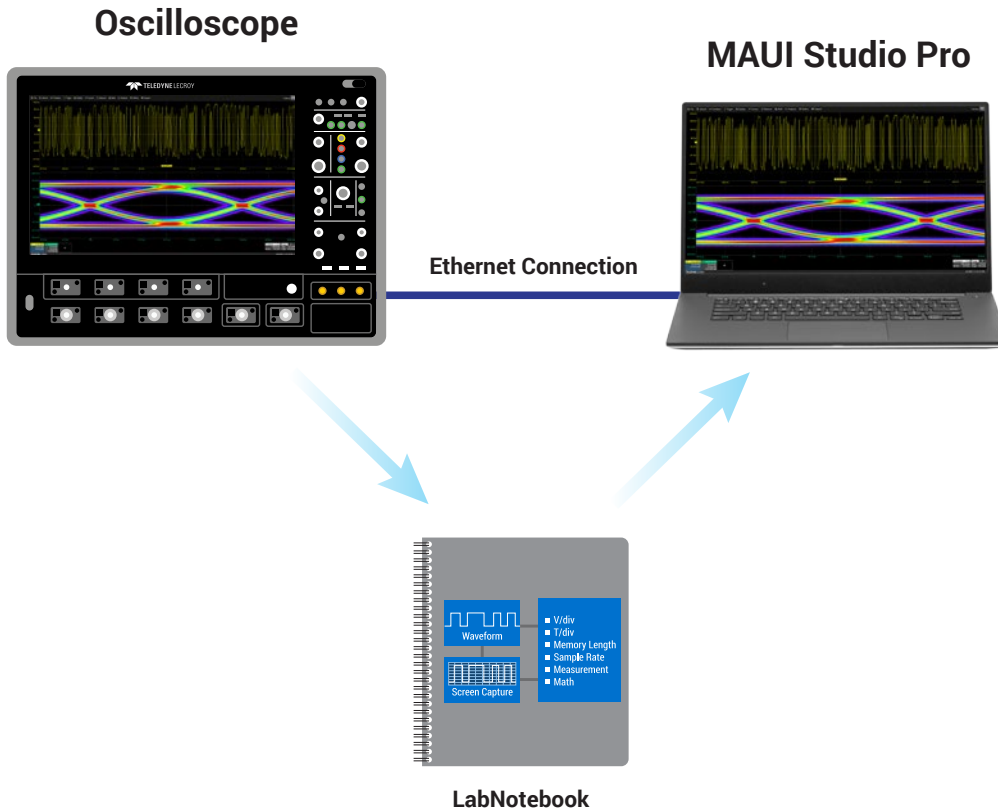 Oscilloscope
MAUI Studio Pro
TELEDYNE LECROY
Ethernet Connection
Waveform
Screen Capture
V/div
T/div
Memory Length
Sample Rate
Measurement
Math
LabNotebook